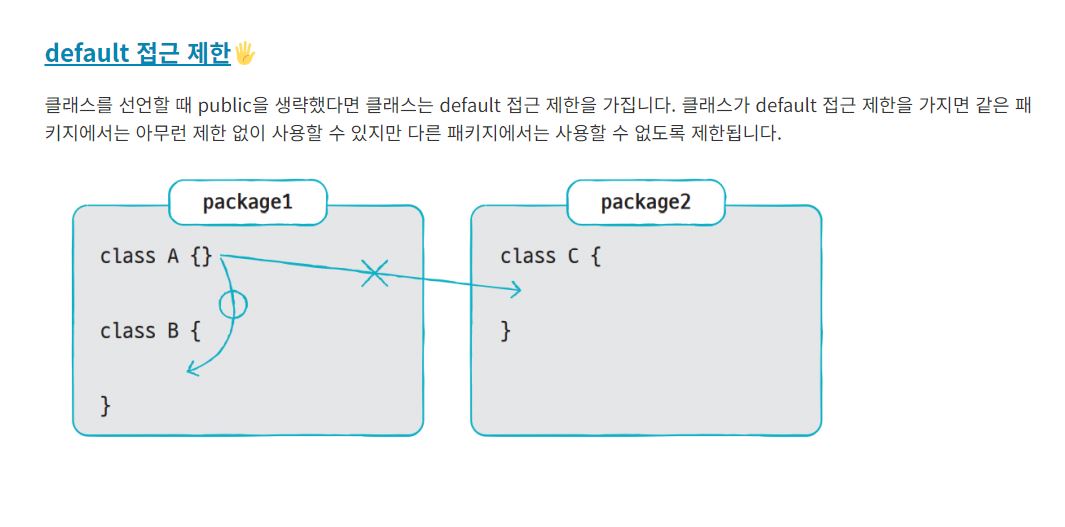 default 접근 제한🖐
클래스를 선언할 때 public을 생략했다면 클래스는 default 접근 제한을 가집니다. 클래스가 default 접근 제한을 가지면 같은 패
키지에서는 아무런 제한 없이 사용할 수 있지만 다른 패키지에서는 사용할 수 없도록 제한됩니다.
package1
class A {}
class B {
}
package2
class C {
}